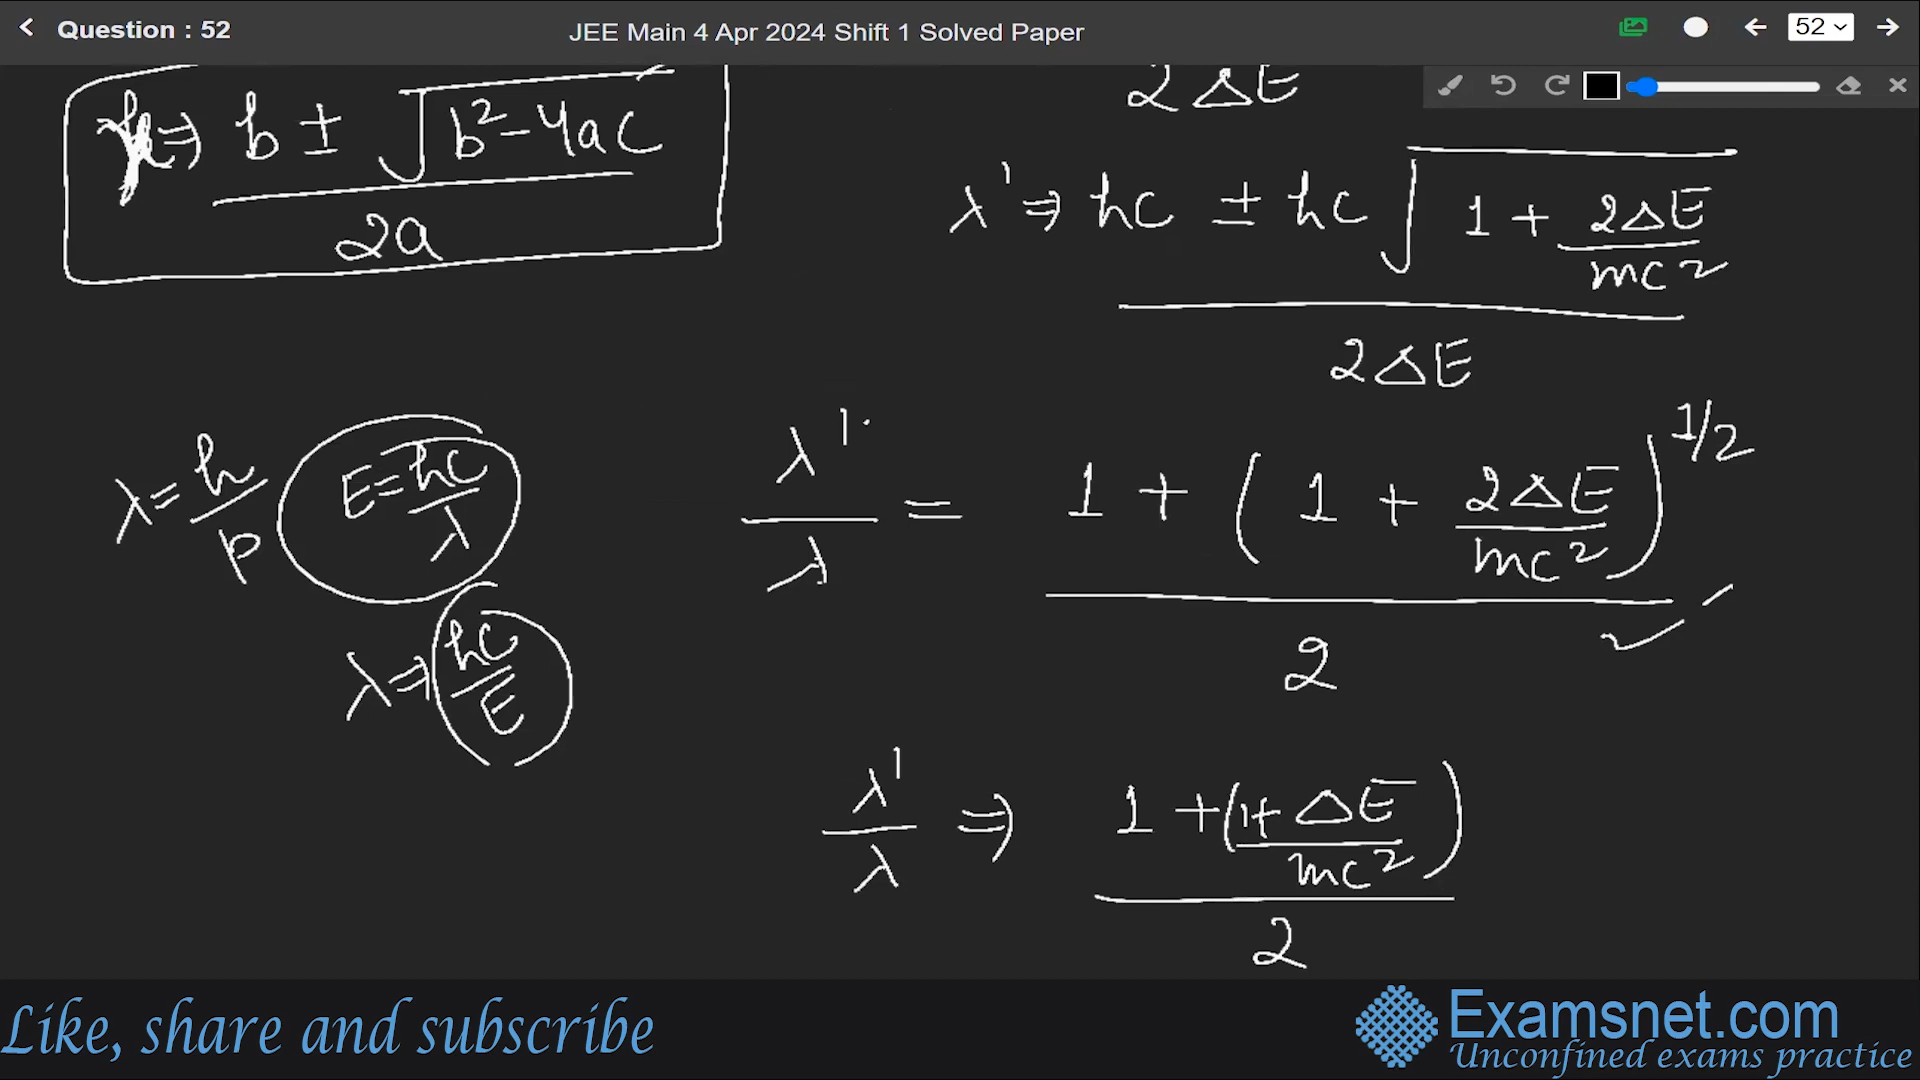 Question : 52
JEE Main 4 Apr 2024 Shift 1 Solved Paper
52
⇒ b ± √(b² - 4ac)
2a
2ΔE
λ' ⇒ hc ± hc √(1 + 2ΔE/mc²)
2ΔE
λ = h/p
E = hc/λ
λ ⇒ hc/E
λ'/λ = 1 + (1 + 2ΔE/mc²)^1/2
2
λ'/λ ⇒ 1 + (1 + ΔE/mc²)
2
Like, share and subscribe
Examsnet.com
Unconfined exams practice